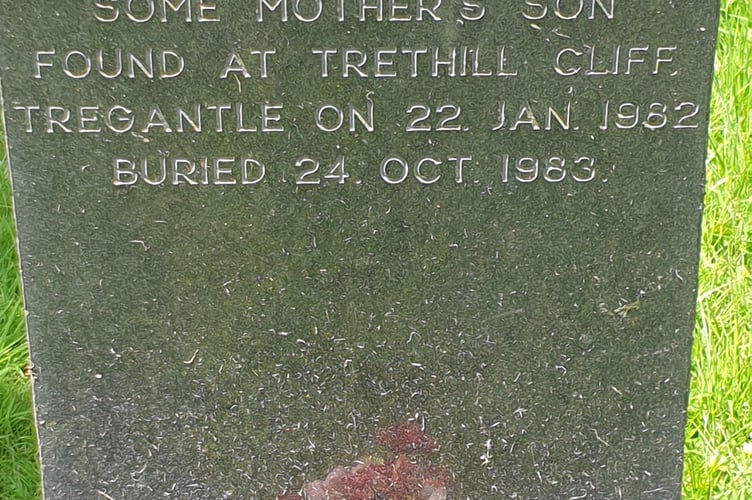 SOME MOTHER'S SON
FOUND AT TRETHILL CLIFF,
TREGANTLE ON 22. JAN. 1982
BURIED 24. OCT. 1983.